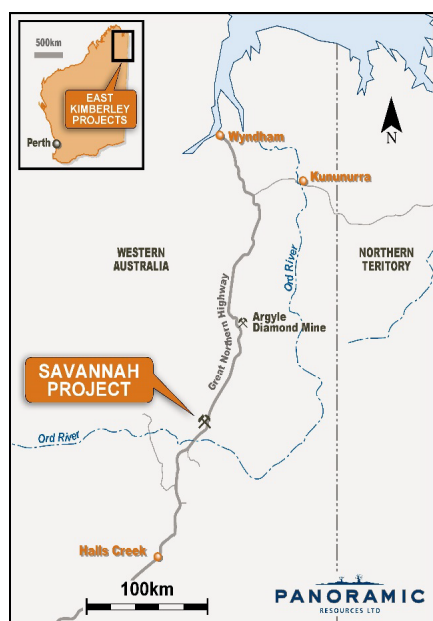 500km
EAST
KIMBERLEY
PROJECTS
Perth
Wyndham
N
Kununurra
WESTERN
AUSTRALIA
NORTHERN
TERITORY
Ord River
Great Northern Highway
Argyle
Diamond Mine
SAVANNAH
PROJECT
Ord River
Halls Creek
100km
PANORAMIC
RESOURCES LTD